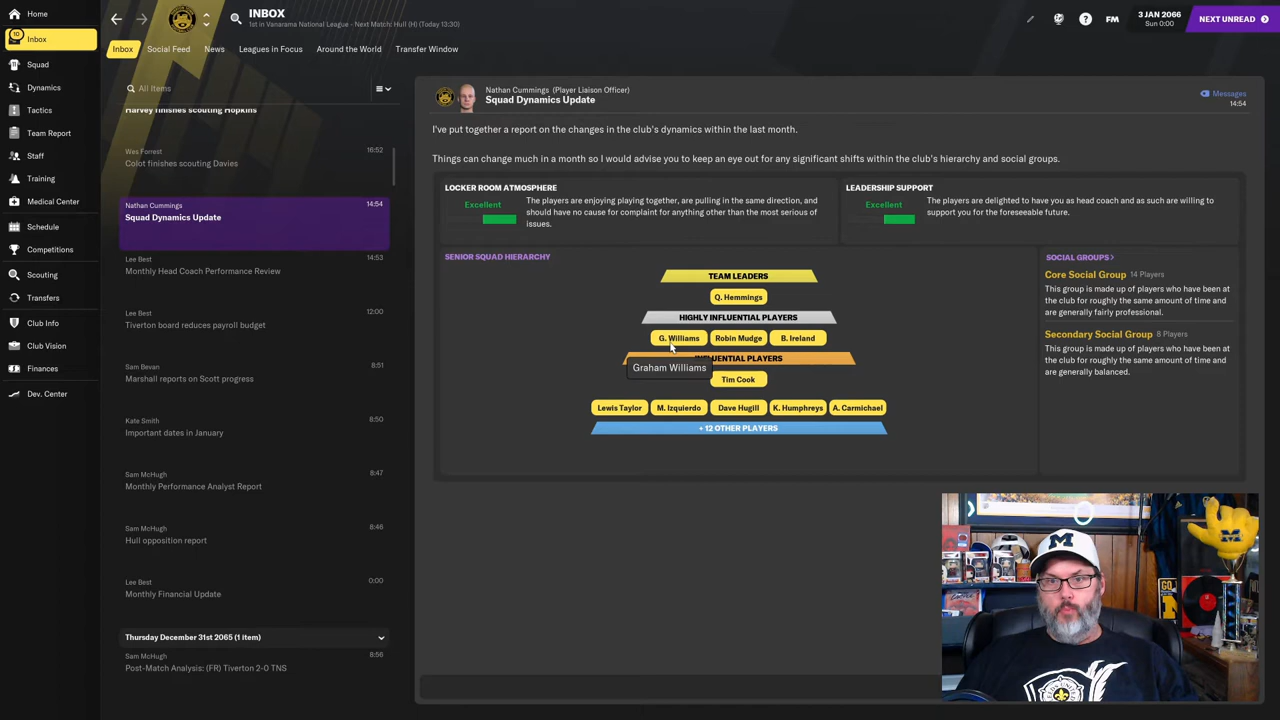 Home
Inbox
10
Squad
Dynamics
Tactics
Team Report
Staff
Training
Medical Center
Schedule
Competitions
Scouting
Transfers
Club Info
Club Vision
Finances
Dev. Center
INBOX
1st in Vanarama National League - Next Match: Hull (H) (Today 13:30)
FM
3 JAN 2066
Sun 0:00
NEXT UNREAD
Inbox
Social Feed
News
Leagues in Focus
Around the World
Transfer Window
All Items
Harvey finishes scouting Hopkins
Wes Forrest
16:52
Colot finishes scouting Davies
Nathan Cummings
14:54
Squad Dynamics Update
Lee Best
14:53
Monthly Head Coach Performance Review
Lee Best
12:00
Tiverton board reduces payroll budget
Sam Bevan
8:51
Marshall reports on Scott progress
Kate Smith
8:50
Important dates in January
Sam McHugh
8:47
Monthly Performance Analyst Report
Sam McHugh
8:46
Hull opposition report
Lee Best
0:00
Monthly Financial Update
Thursday December 31st 2065 (1 item)
Sam McHugh
8:56
Post-Match Analysis: (FR) Tiverton 2-0 TNS
Nathan Cummings (Player Liaison Officer)
Squad Dynamics Update
Messages
14:54
I've put together a report on the changes in the club's dynamics within the last month.
Things can change much in a month so I would advise you to keep an eye out for any significant shifts within the club's hierarchy and social groups.
LOCKER ROOM ATMOSPHERE
Excellent
The players are enjoying playing together, are pulling in the same direction, and
should have no cause for complaint for anything other than the most serious of
issues.
LEADERSHIP SUPPORT
Excellent
The players are delighted to have you as head coach and as such are willing to
support you for the foreseeable future.
SENIOR SQUAD HIERARCHY
TEAM LEADERS
Q. Hemmings
HIGHLY INFLUENTIAL PLAYERS
G. Williams
Robin Mudge
B. Ireland
INFLUENTIAL PLAYERS
Graham Williams
Tim Cook
Lewis Taylor
M. Izquierdo
Dave Hugill
K. Humphreys
A. Carmichael
+ 12 OTHER PLAYERS
SOCIAL GROUPS>
Core Social Group 14 Players
This group is made up of players who have been at
the club for roughly the same amount of time and
are generally fairly professional.
Secondary Social Group 8 Players
This group is made up of players who have been at
the club for roughly the same amount of time and
are generally balanced.
M
M